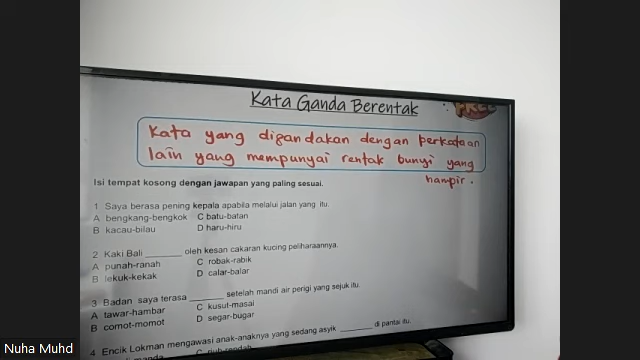 Kata Ganda Berentak
Kata yang digandakan dengan perkataan
lain yang mempunyai rentak bunyi yang
hampir.
Isi tempat kosong dengan jawapan yang paling sesuai.
1 Saya berasa pening kepala apabila melalui jalan yang itu.
A bengkang-bengkok C batu-batan
B kacau-bilau D haru-hiru
2 Kaki Bali ________ oleh kesan cakaran kucing peliharaannya.
A punah-ranah C robak-rabik
B lekuk-kekak D calar-balar
3 Badan saya terasa ________ setelah mandi air perigi yang sejuk itu.
A tawar-hambar C kusut-masai
B comot-momot D segar-bugar
4 Encik Lokman mengawasi anak-anaknya yang sedang asyik ________ di pantai itu.
Nuha Muhd